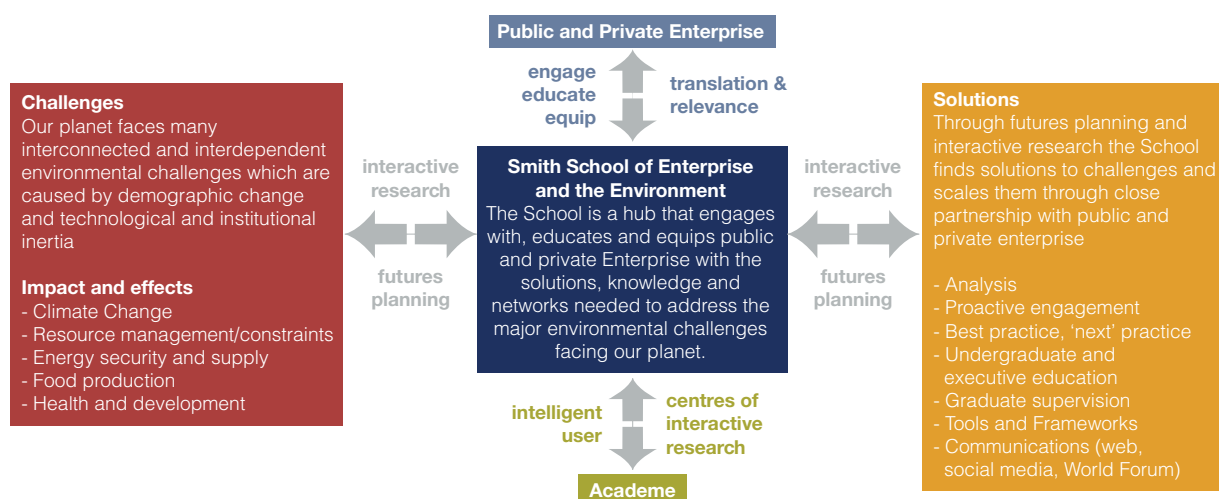 Public and Private Enterprise
engage
educate
equip
translation &
relevance
Challenges
Our planet faces many
interconnected and interdependent
environmental challenges which are
caused by demographic change
and technological and institutional
inertia
Impact and effects
- Climate Change
- Resource management/constraints
- Energy security and supply
- Food production
- Health and development
interactive
research
futures
planning
Smith School of Enterprise
and the Environment
The School is a hub that engages
with, educates and equips public
and private Enterprise with the
solutions, knowledge and
networks needed to address the
major environmental challenges
facing our planet.
interactive
research
futures
planning
Solutions
Through futures planning and
interactive research the School
finds solutions to challenges and
scales them through close
partnership with public and
private enterprise
- Analysis
- Proactive engagement
- Best practice, ‘next’ practice
- Undergraduate and
executive education
- Graduate supervision
- Tools and Frameworks
- Communications (web,
social media, World Forum)
intelligent
user
centres of
interactive
research
Academe